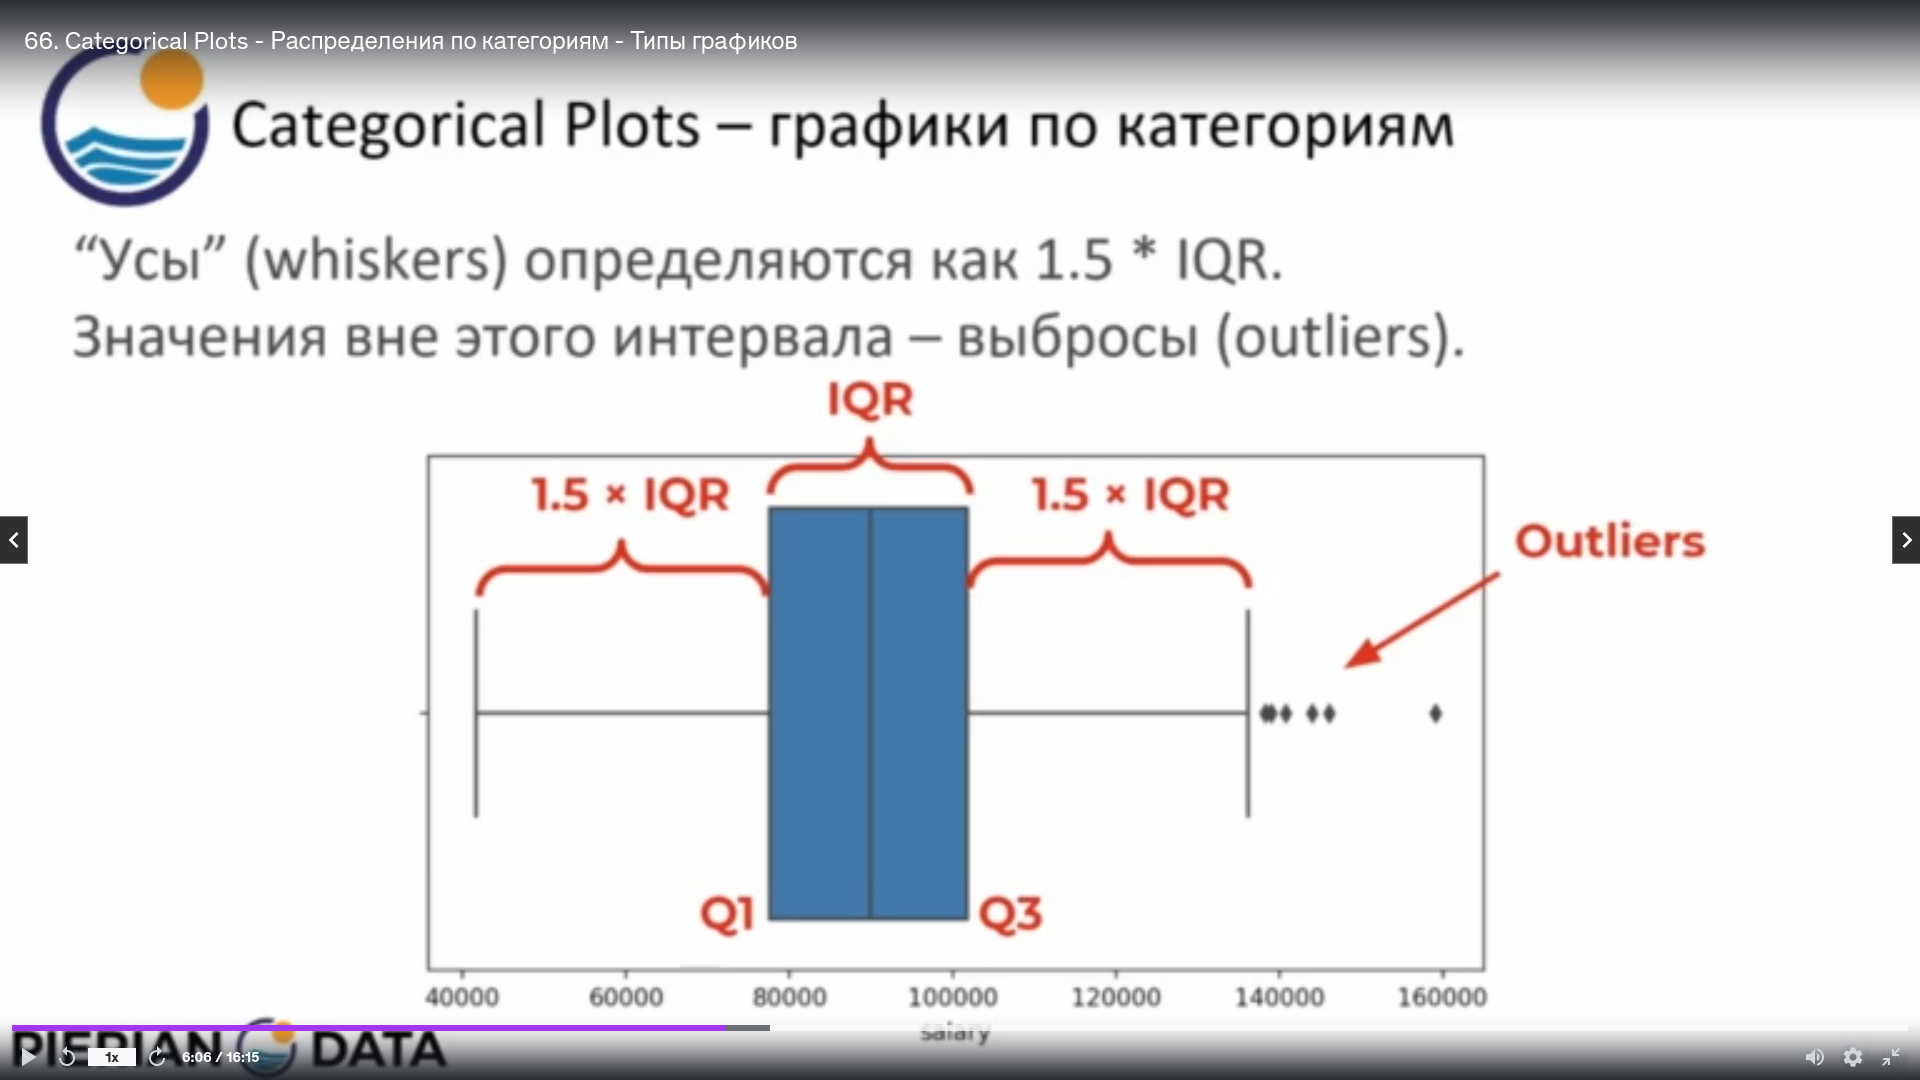 66. Categorical Plots - Распределения по категориям - Типы графиков
Categorical Plots – графики по категориям
“Усы” (whiskers) определяются как 1.5 * IQR.
Значения вне этого интервала – выбросы (outliers).
IQR
1.5 × IQR
1.5 × IQR
Outliers
Q1
Q3
40000
60000
80000
100000
120000
140000
160000
salary
PIERIAN DATA
1x
6:06 / 16:15